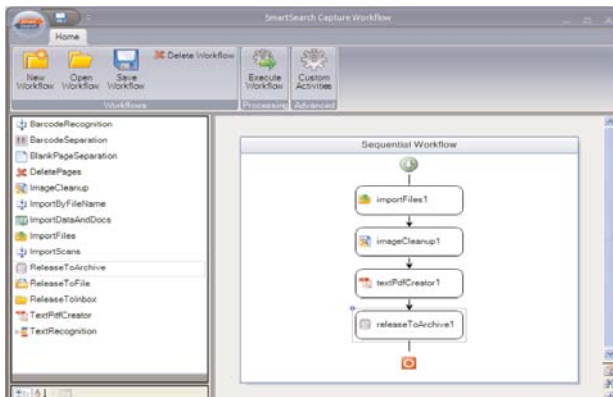 SmartSearch Capture Workflow
Home
New Workflow
Open Workflow
Save Workflow
Delete Workflow
Execute Workflow
Custom Activities
Workflows
Processing
Advanced
BarcodeRecognition
BarcodeSeparation
BlankPageSeparation
DeletePages
ImageCleanup
ImportByFileName
ImportDataAndDocs
ImportFiles
ImportScans
ReleaseToArchive
ReleaseToFile
ReleaseToInbox
TextPdfCreator
TextRecognition
Sequential Workflow
importFiles1
imageCleanup1
textPdfCreator1
releaseToArchive1